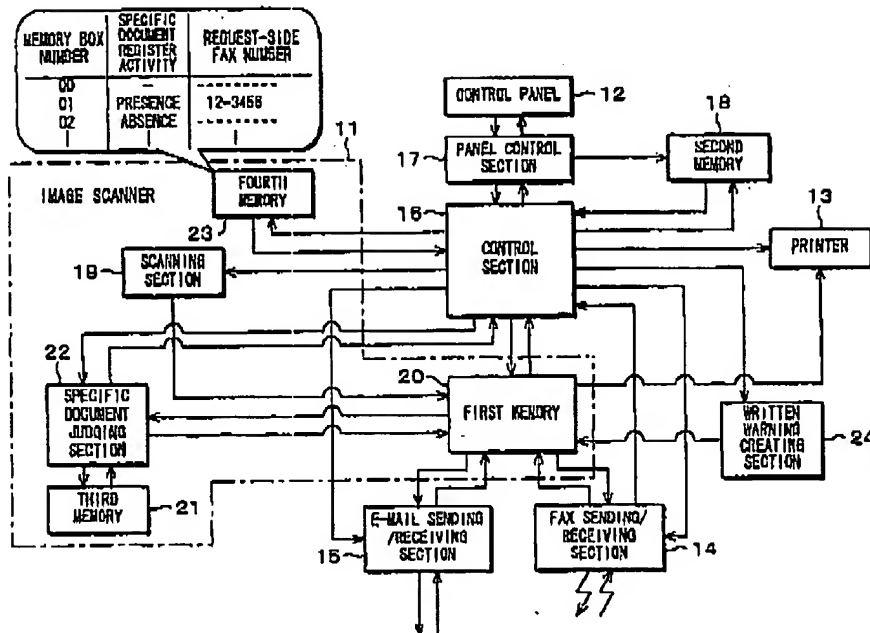 MEMORY BOX NUMBER
SPECIFIC DOCUMENT REGISTER ACTIVITY
REQUEST-SIDE FAX NUMBER
00 —
01 PRESENCE 12-3456
02 ABSENCE
11
IMAGE SCANNER
FOURTH MEMORY
23
CONTROL PANEL
12
17
PANEL CONTROL SECTION
18
SECOND MEMORY
16
CONTROL SECTION
13
PRINTER
19
SCANNING SECTION
22
SPECIFIC DOCUMENT JUDGING SECTION
20
FIRST MEMORY
WRITTEN WARNING CREATING SECTION
24
THIRD MEMORY
21
E-MAIL SENDING /RECEIVING SECTION
15
FAX SENDING/ RECEIVING SECTION
14